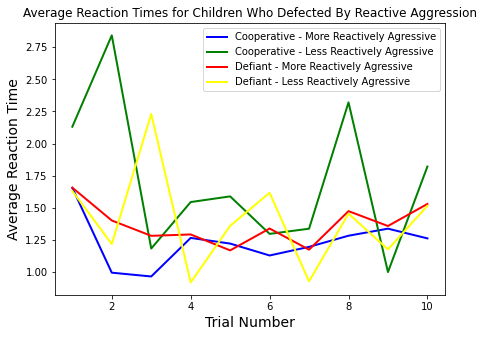 Average Reaction Times for Children Who Defected By Reactive Aggression
Cooperative - More Reactively Agressive
Cooperative - Less Reactively Agressive
Defiant - More Reactively Agressive
Defiant - Less Reactively Agressive
Average Reaction Time
2.75
2.50
2.25
2.00
1.75
1.50
1.25
1.00
2 4 6 8 10
Trial Number